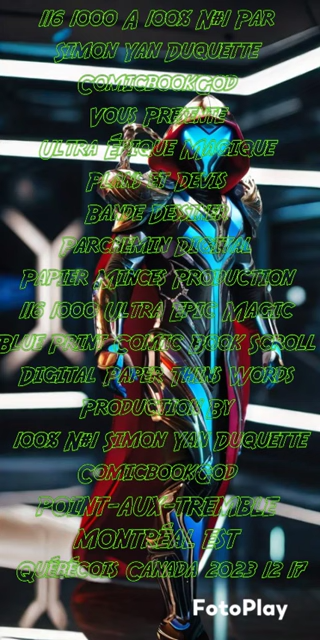 116 1000 A 100% N#1 PAR
SIMON YAN DUQUETTE
COMICBOOKGOD
VOUS PRÉSENTE
ULTRA ÉPIQUE MAGIQUE
PLANS ET DEVIS
BANDE DESSINÉE
PARCHEMIN DIGITAL
PAPIER MINCES PRODUCTION
116 1000 ULTRA EPIC MAGIC
BLUE PRINT COMIC BOOK SCROLL
DIGITAL PAPER THINS WORDS
PRODUCTION BY
100% N#1 SIMON YAN DUQUETTE
COMICBOOKGOD
POINT-AUX-TREMBLE
MONTRÉAL EST
QUÉBÉCOIS CANADA 2023 12 17
FotoPlay